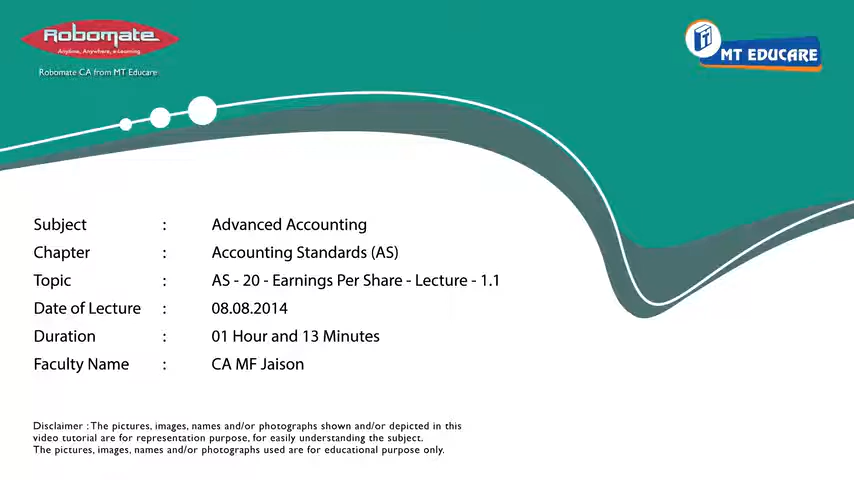 Robomate
Anytime, Anywhere, e-Learning
Robomate CA from MT Educare
MT EDUCARE
Subject : Advanced Accounting
Chapter : Accounting Standards (AS)
Topic : AS - 20 - Earnings Per Share - Lecture - 1.1
Date of Lecture : 08.08.2014
Duration : 01 Hour and 13 Minutes
Faculty Name : CA MF Jaison
Disclaimer : The pictures, images, names and/or photographs shown and/or depicted in this
video tutorial are for representation purpose, for easily understanding the subject.
The pictures, images, names and/or photographs used are for educational purpose only.